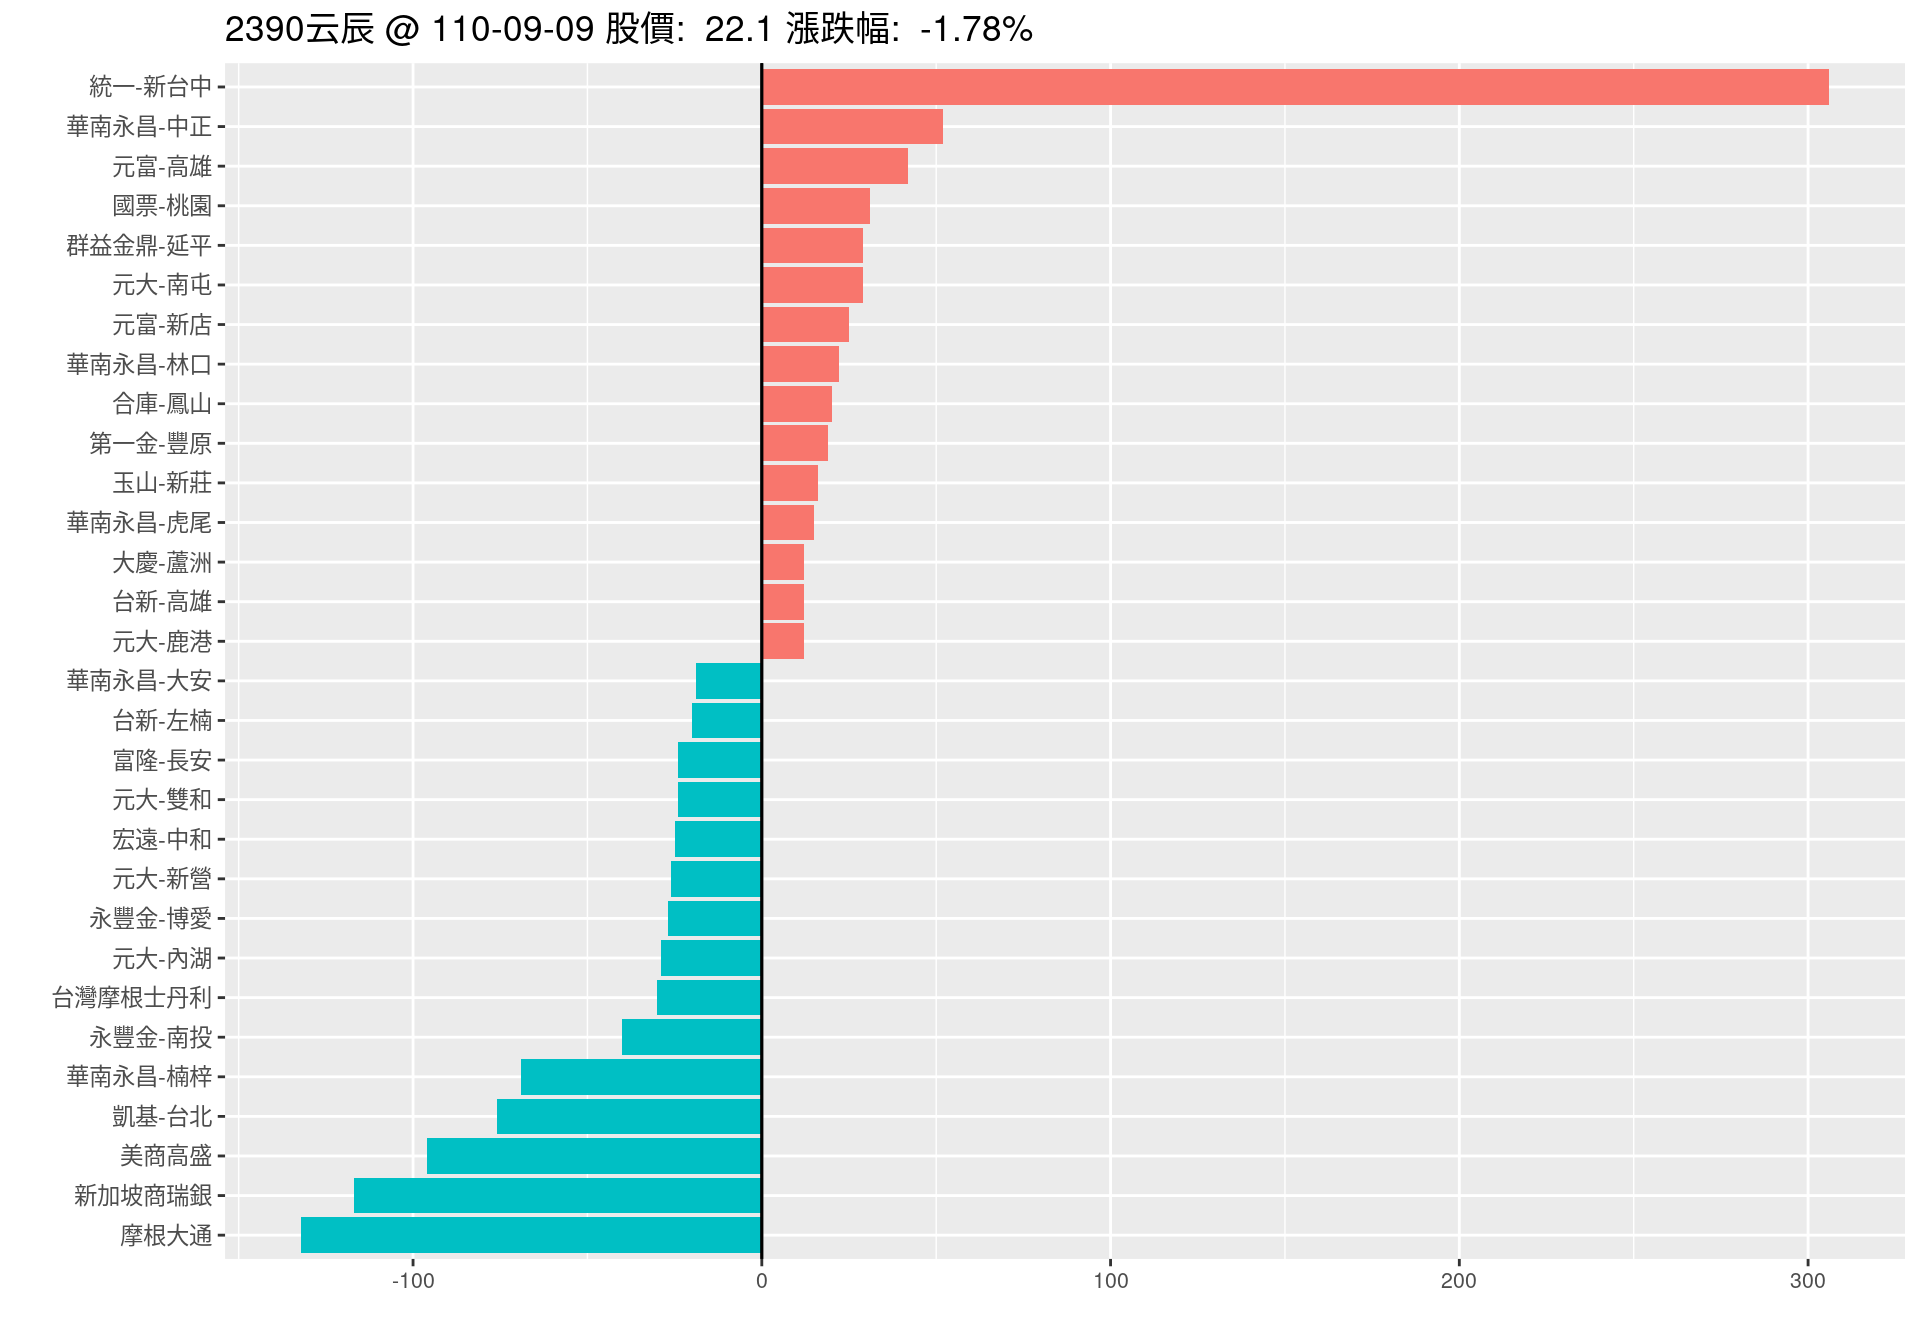 2390云辰 @ 110-09-09 股價:  22.1 漲跌幅:  -1.78%
統一-新台中
華南永昌-中正
元富-高雄
國票-桃園
群益金鼎-延平
元大-南屯
元富-新店
華南永昌-林口
合庫-鳳山
第一金-豐原
玉山-新莊
華南永昌-虎尾
大慶-蘆洲
台新-高雄
元大-鹿港
華南永昌-大安
台新-左楠
富隆-長安
元大-雙和
宏遠-中和
元大-新營
永豐金-博愛
元大-內湖
台灣摩根士丹利
永豐金-南投
華南永昌-楠梓
凱基-台北
美商高盛
新加坡商瑞銀
摩根大通
-100 0 100 200 300